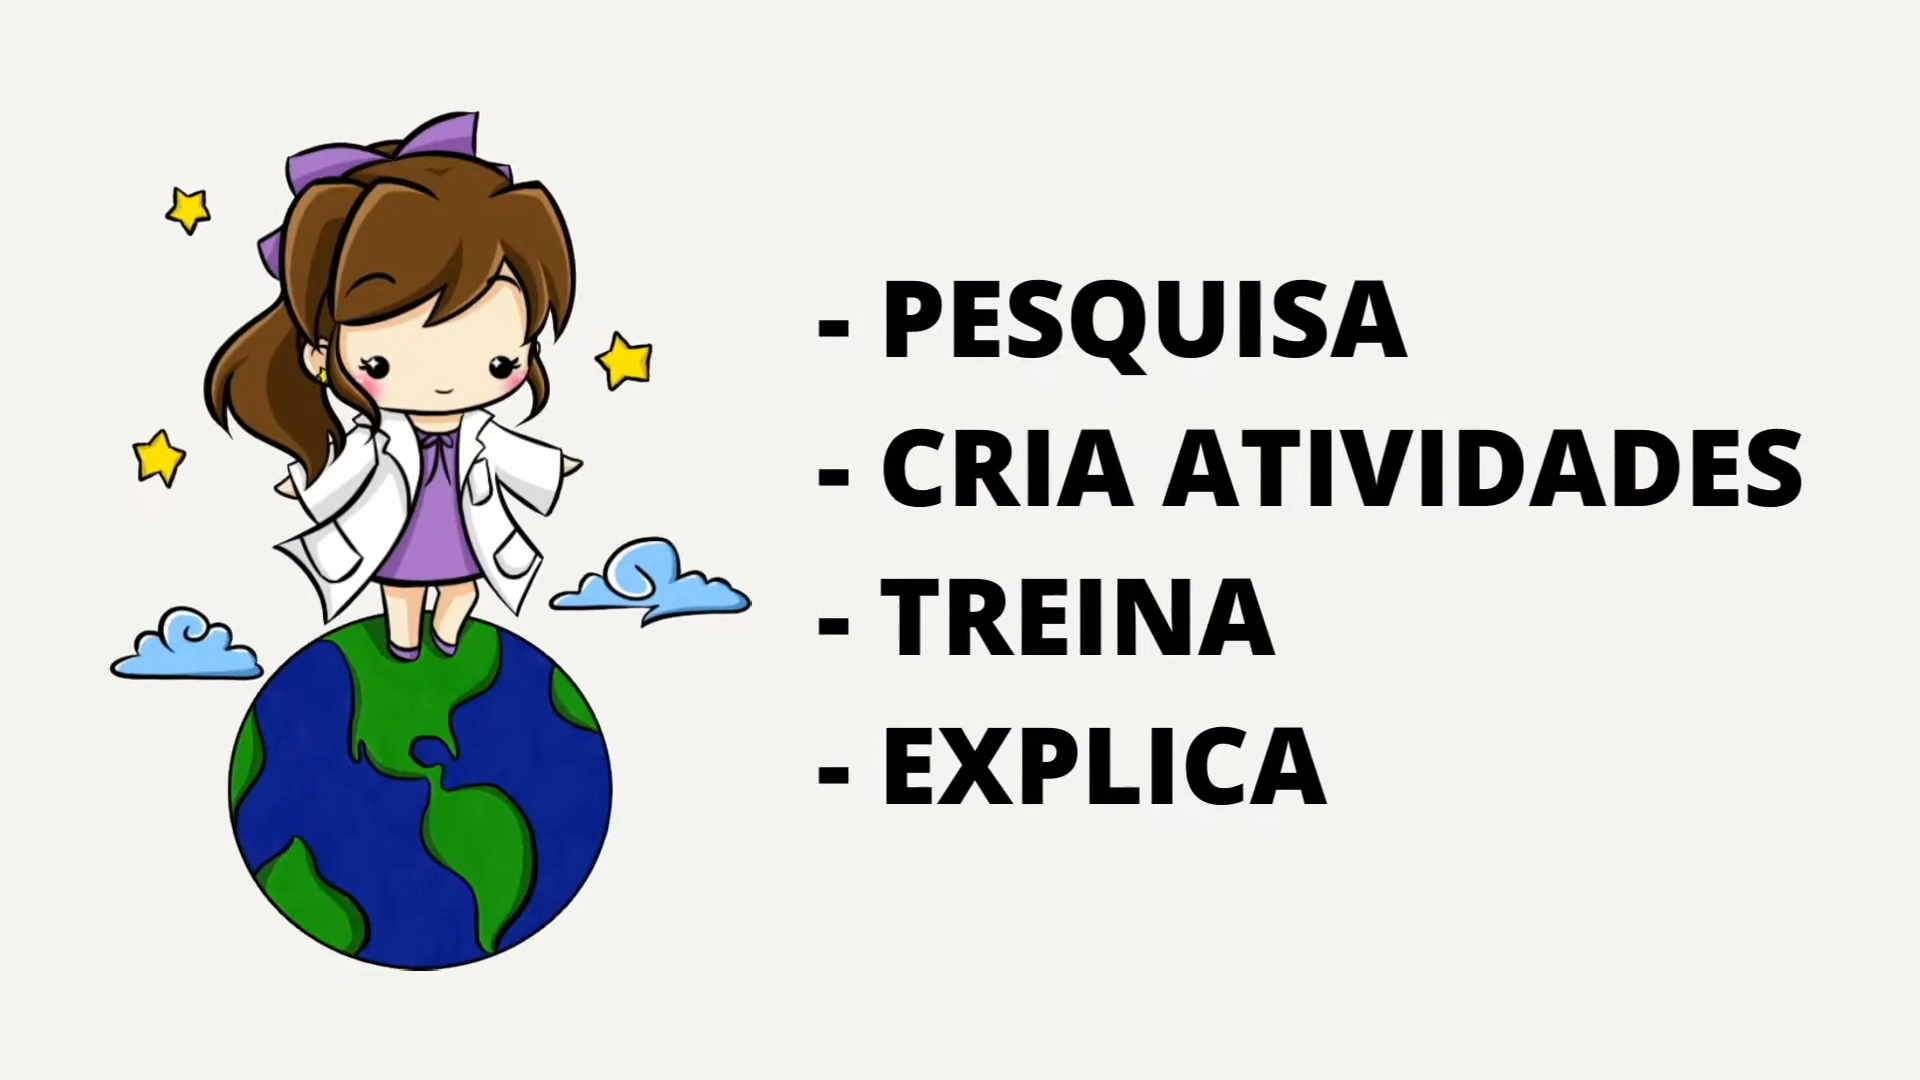 - PESQUISA
- CRIA ATIVIDADES
- TREINA
- EXPLICA